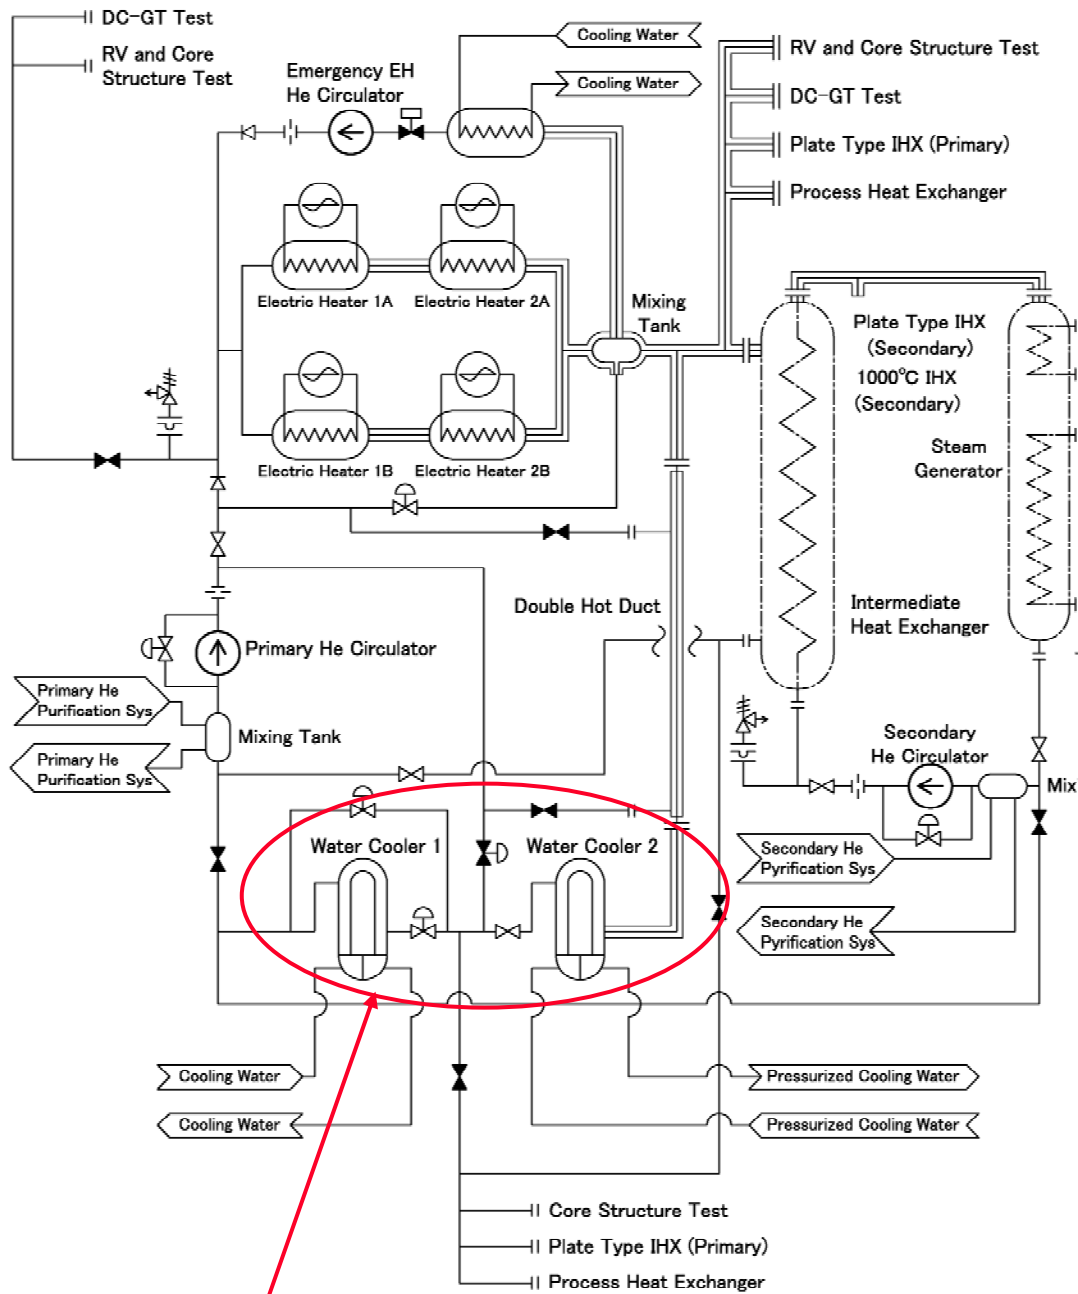 DC-GT Test
RV and Core
Structure Test
Emergency EH
He Circulator
Cooling Water
Cooling Water
RV and Core Structure Test
DC-GT Test
Plate Type IHX (Primary)
Process Heat Exchanger
Electric Heater 1A
Electric Heater 2A
Mixing
Tank
Plate Type IHX
(Secondary)
1000°C IHX
(Secondary)
Steam
Generator
Electric Heater 1B
Electric Heater 2B
Double Hot Duct
Intermediate
Heat Exchanger
Primary He Circulator
Primary He
Purification Sys
Mixing Tank
Primary He
Purification Sys
Secondary
He Circulator
Mix
Water Cooler 1
Water Cooler 2
Secondary He
Pyrification Sys
Secondary He
Pyrification Sys
Cooling Water
Pressurized Cooling Water
Cooling Water
Pressurized Cooling Water
Core Structure Test
Plate Type IHX (Primary)
Process Heat Exchanger